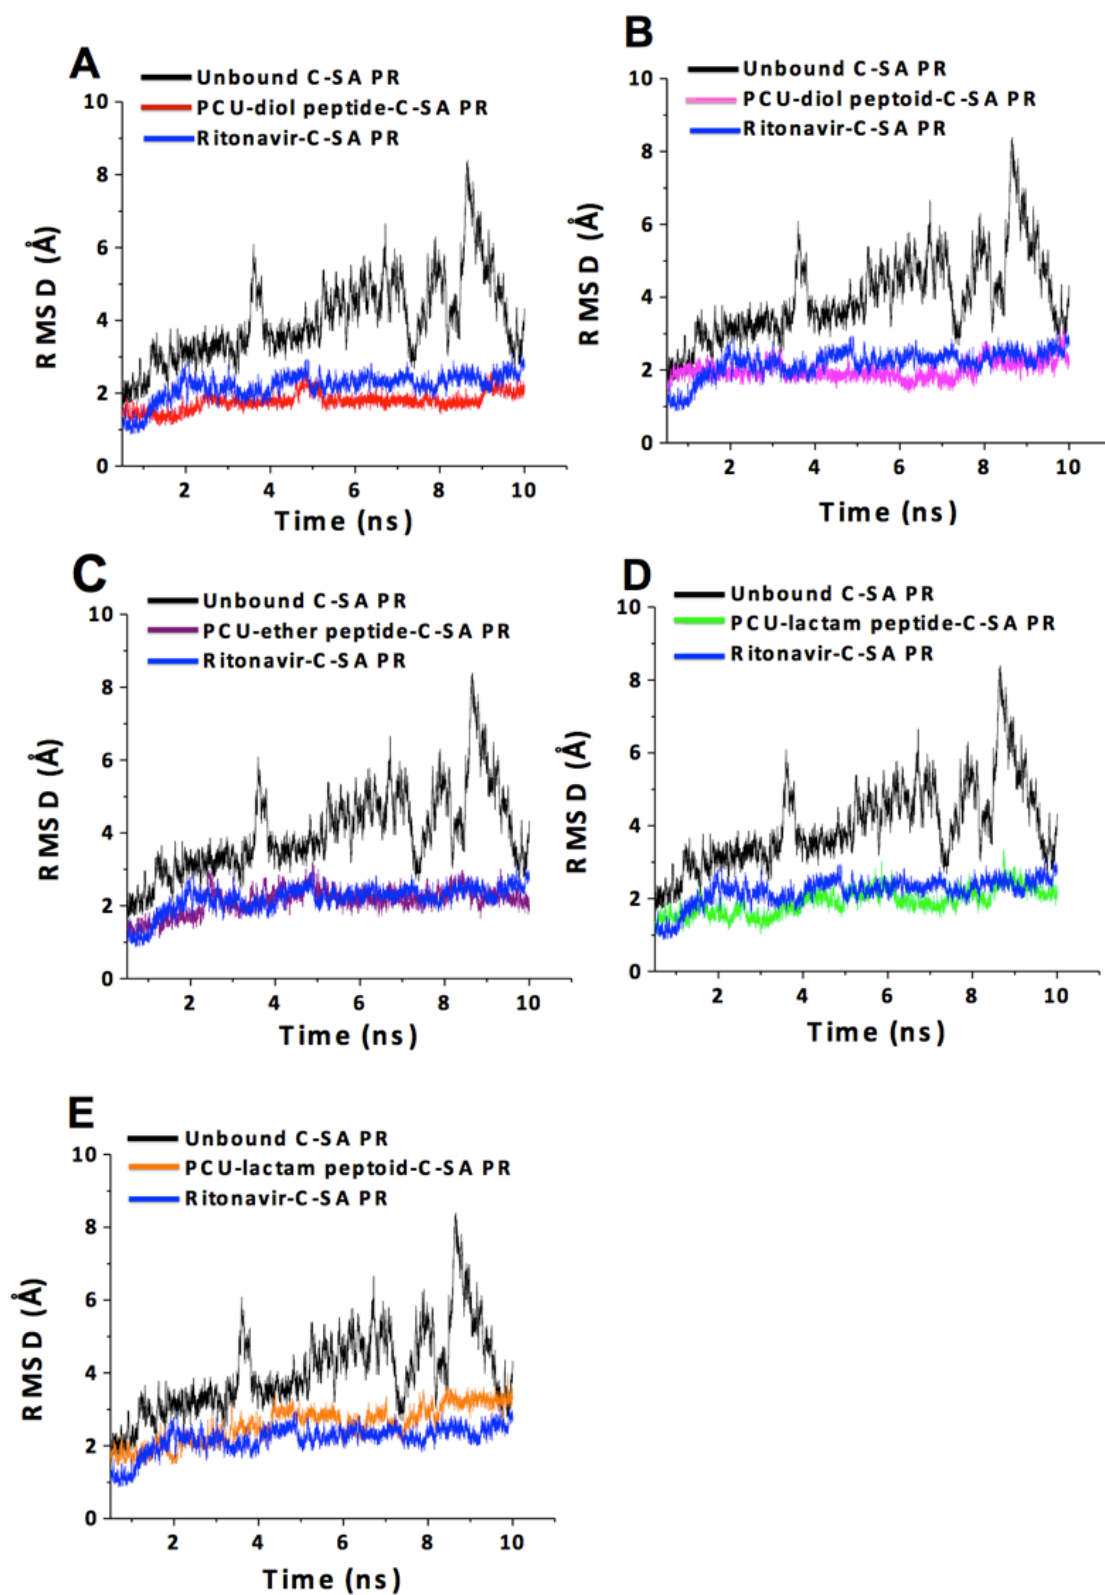 A
Unbound C-SA PR
PCU-diol peptide-C-SA PR
Ritonavir-C-SA PR
10
8
6
4
2
0
RMSD (Å)
2 4 6 8 10
Time (ns)
B
Unbound C-SA PR
PCU-diol peptoid-C-SA PR
Ritonavir-C-SA PR
10
8
6
4
2
0
RMSD (Å)
2 4 6 8 10
Time (ns)
C
Unbound C-SA PR
PCU-ether peptide-C-SA PR
Ritonavir-C-SA PR
10
8
6
4
2
0
RMSD (Å)
2 4 6 8 10
Time (ns)
D
Unbound C-SA PR
PCU-lactam peptide-C-SA PR
Ritonavir-C-SA PR
10
8
6
4
2
0
RMSD (Å)
2 4 6 8 10
Time (ns)
E
Unbound C-SA PR
PCU-lactam peptoid-C-SA PR
Ritonavir-C-SA PR
10
8
6
4
2
0
RMSD (Å)
2 4 6 8 10
Time (ns)